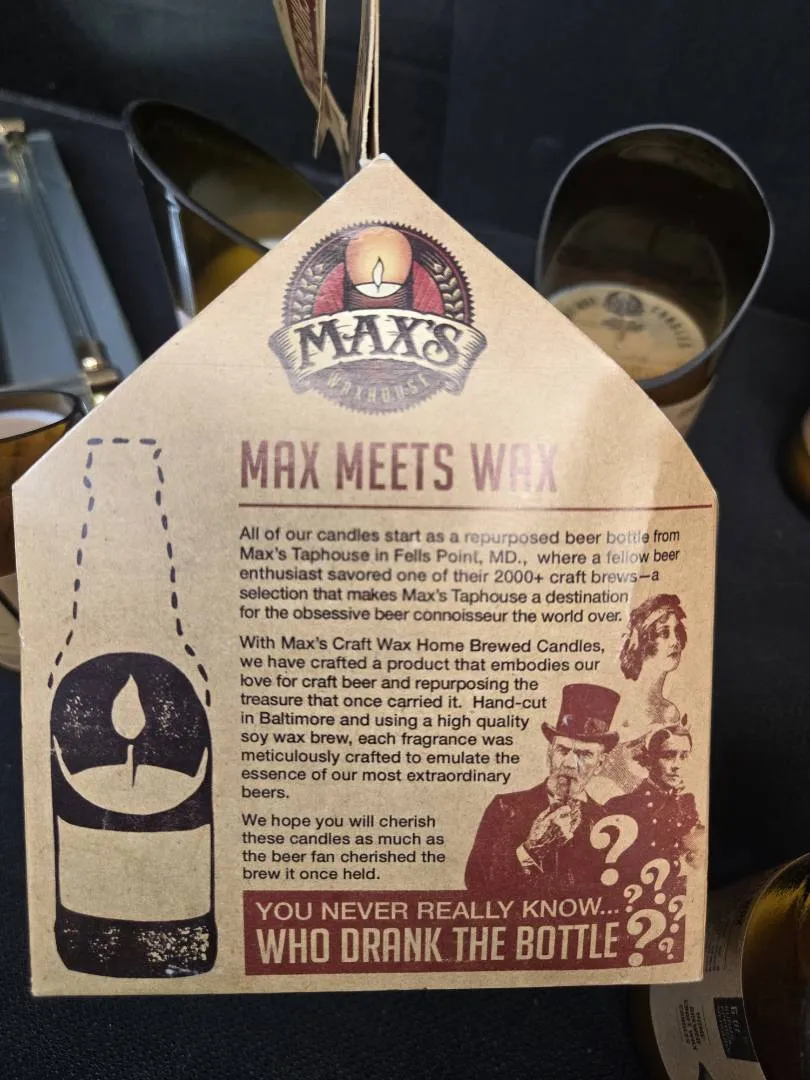 MAX'S
WAXHOUSE
MAX MEETS WAX
All of our candles start as a repurposed beer bottle from
Max's Taphouse in Fells Point, MD., where a fellow beer
enthusiast savored one of their 2000+ craft brews—a
selection that makes Max's Taphouse a destination
for the obsessive beer connoisseur the world over.
With Max's Craft Wax Home Brewed Candles,
we have crafted a product that embodies our
love for craft beer and repurposing the
treasure that once carried it. Hand-cut
in Baltimore and using a high quality
soy wax brew, each fragrance was
meticulously crafted to emulate the
essence of our most extraordinary
beers.
We hope you will cherish
these candles as much as
the beer fan cherished the
brew it once held.
YOU NEVER REALLY KNOW...
WHO DRANK THE BOTTLE
? ? ? ? ? ?
CANDLES